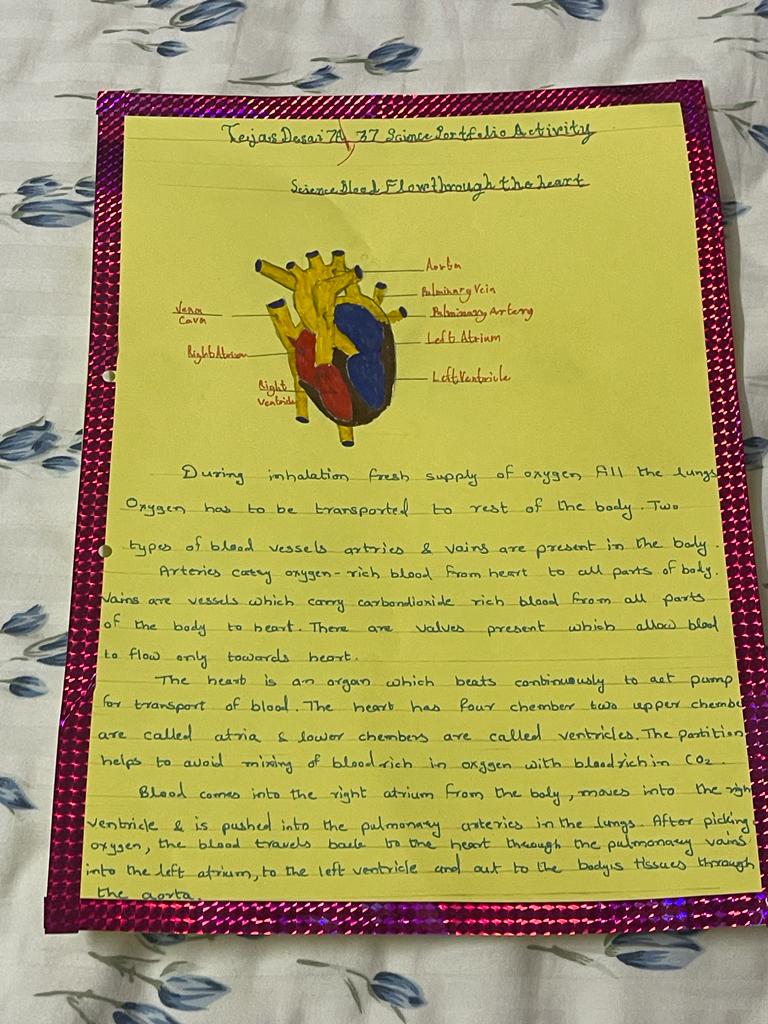 Tejas Desai 7A 37 Science Portfolio Activity
Science Blood Flow through the heart
Aorta
Pulminary Vein
Pulminary Artery
Left Atrium
Left Ventricle
Vena
Cava
Right Atrium
Right
Ventricle
During inhalation fresh supply of oxygen All the lungs
Oxygen has to be transported to rest of the body. Two
types of blood vessels artries & vains are present in the body.
Arteries carry oxygen-rich blood from heart to all parts of body.
Vains are vessels which carry carbondioxide rich blood from all parts
of the body to heart. There are valves present which allow blood
to flow only towards heart.
The heart is an organ which beats continuously to act pump
for transport of blood. The heart has four chamber two upper chambe
are called atria & lower chambers are called ventricles. The partition
helps to avoid mixing of blood rich in oxygen with blood rich in CO2.
Blood comes into the right atrium from the body, moves into the righ
ventricle & is pushed into the pulmonary arteries in the lungs. After picking
oxygen, the blood travels back to the heart through the pulmonary vains
into the left atrium, to the left ventricle and out to the bodyis tissues through
the aorta.